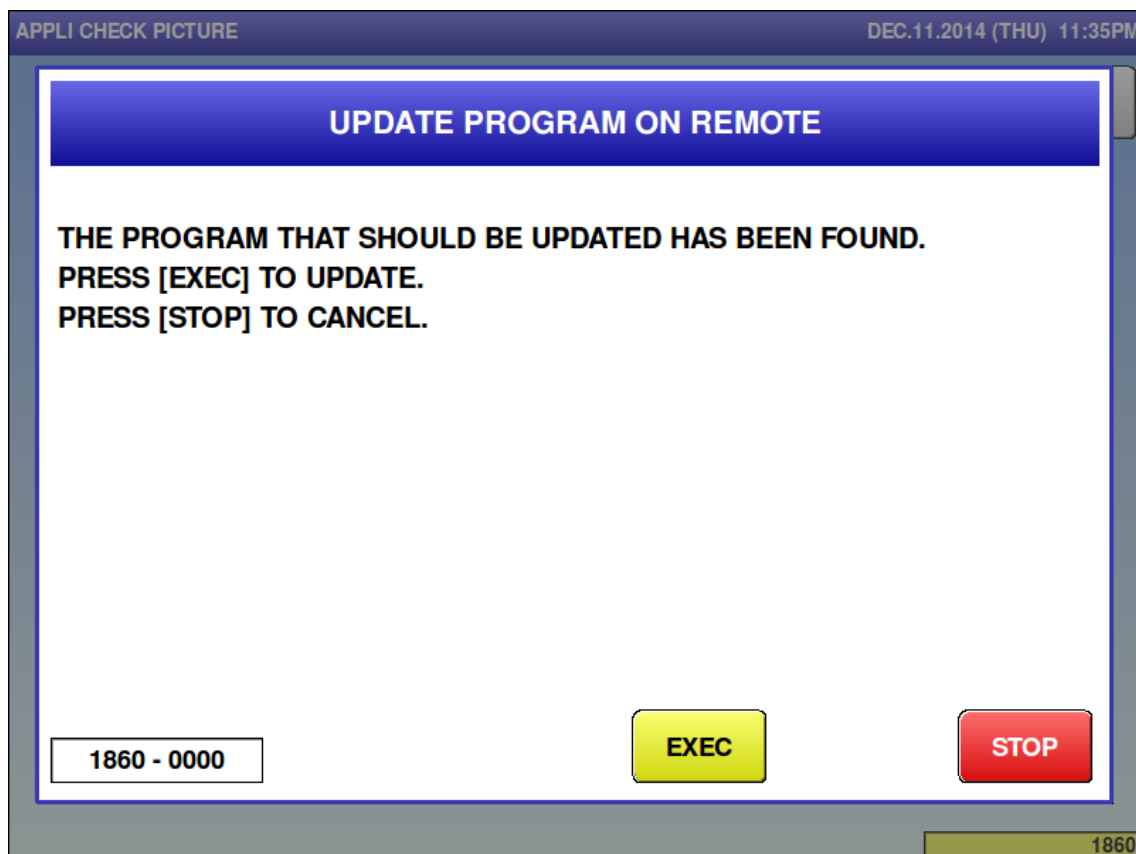 APPLI CHECK PICTURE
DEC.11.2014 (THU) 11:35PM
UPDATE PROGRAM ON REMOTE
THE PROGRAM THAT SHOULD BE UPDATED HAS BEEN FOUND.
PRESS [EXEC] TO UPDATE.
PRESS [STOP] TO CANCEL.
1860 - 0000
EXEC
STOP
1860